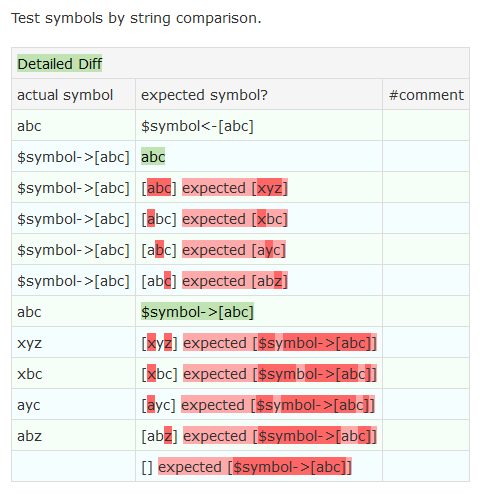 Test symbols by string comparison.
Detailed Diff
actual symbol expected symbol? #comment
abc $symbol<-[abc]
$symbol->[abc] abc
$symbol->[abc] [abc] expected [xyz]
$symbol->[abc] [abc] expected [xbc]
$symbol->[abc] [abc] expected [ayc]
$symbol->[abc] [abc] expected [abz]
abc $symbol->[abc]
xyz [xyz] expected [$symbol->[abc]]
xbc [xbc] expected [$symbol->[abc]]
ayc [ayc] expected [$symbol->[abc]]
abz [abz] expected [$symbol->[abc]]
[] expected [$symbol->[abc]]